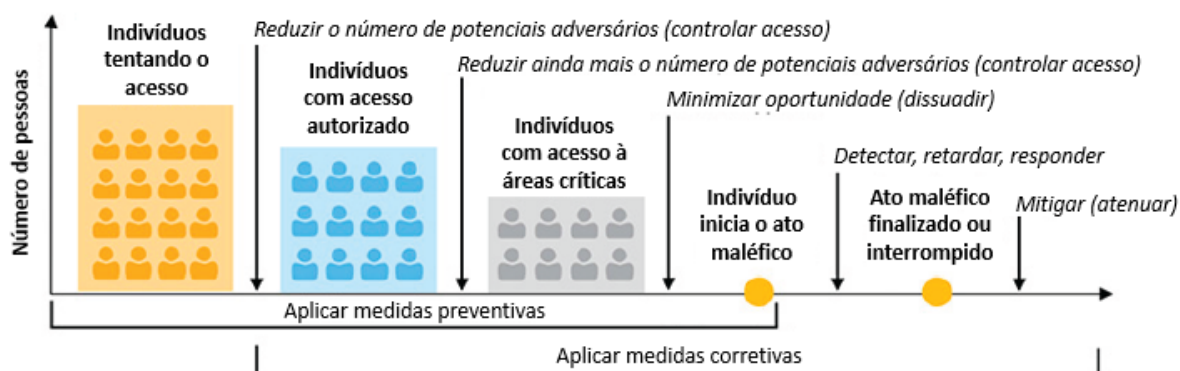 Número de pessoas
Indivíduos
tentando o
acesso
Reduzir o número de potenciais adversários (controlar acesso)
Indivíduos
com acesso
autorizado
Reduzir ainda mais o número de potenciais adversários (controlar acesso)
Indivíduos
com acesso à
áreas críticas
Minimizar oportunidade (dissuadir)
Indivíduo
inicia o ato
maléfico
Detectar, retardar, responder
Ato maléfico
finalizado ou
interrompido
Mitigar (atenuar)
Aplicar medidas preventivas
Aplicar medidas corretivas